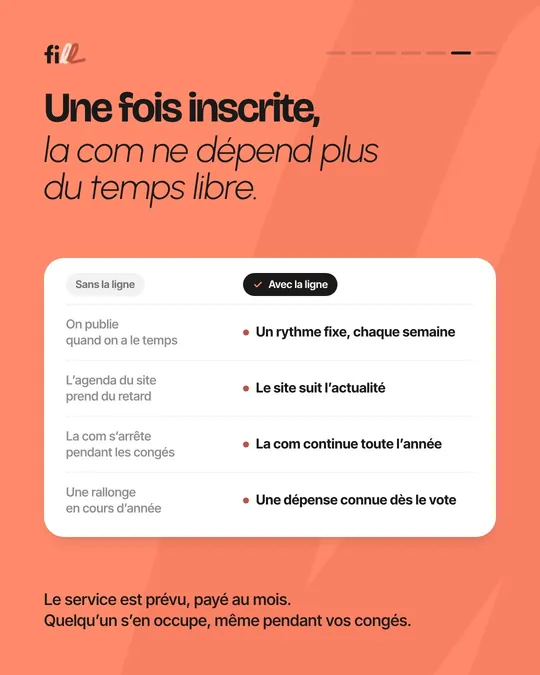 fill
Une fois inscrite,
la com ne dépend plus
du temps libre.
Sans la ligne
Avec la ligne
On publie
quand on a le temps
Un rythme fixe, chaque semaine
L’agenda du site
prend du retard
Le site suit l’actualité
La com s’arrête
pendant les congés
La com continue toute l’année
Une rallonge
en cours d’année
Une dépense connue dès le vote
Le service est prévu, payé au mois.
Quelqu’un s’en occupe, même pendant vos congés.